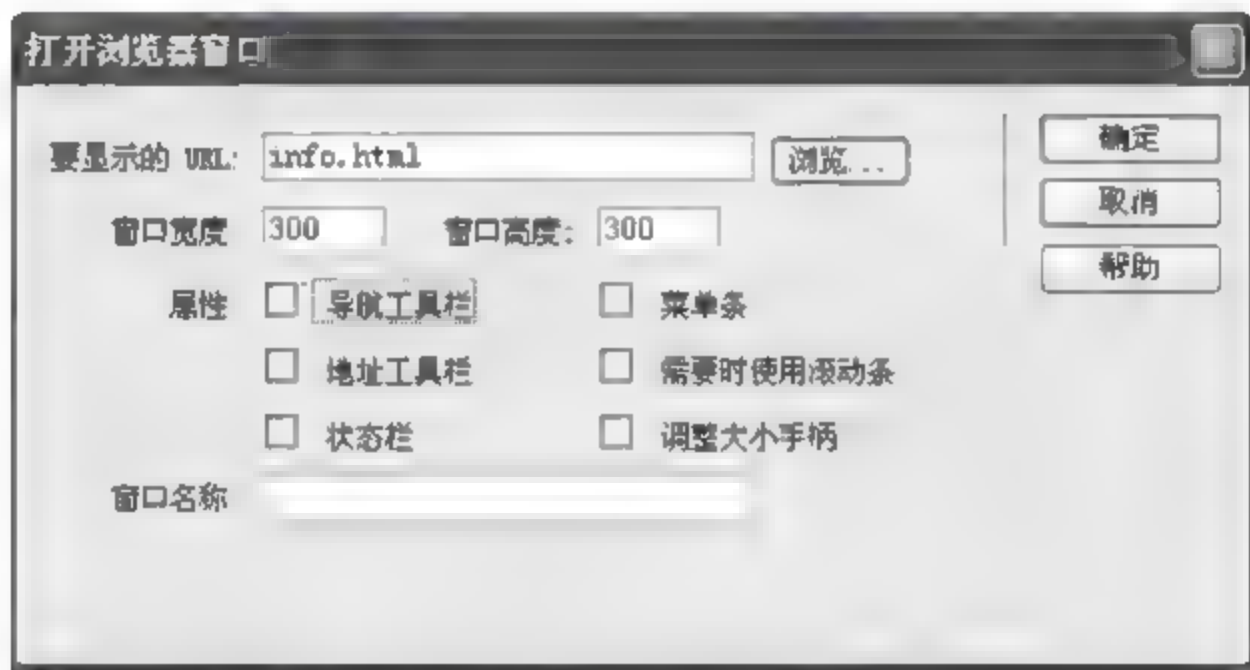 打开浏览器窗口
要显示的 URL: info.html 浏览... 确定
取消
窗口宽度 300 窗口高度: 300
帮助
属性 导航工具栏 菜单条
地址工具栏 需要时使用滚动条
状态栏 调整大小手柄
窗口名称